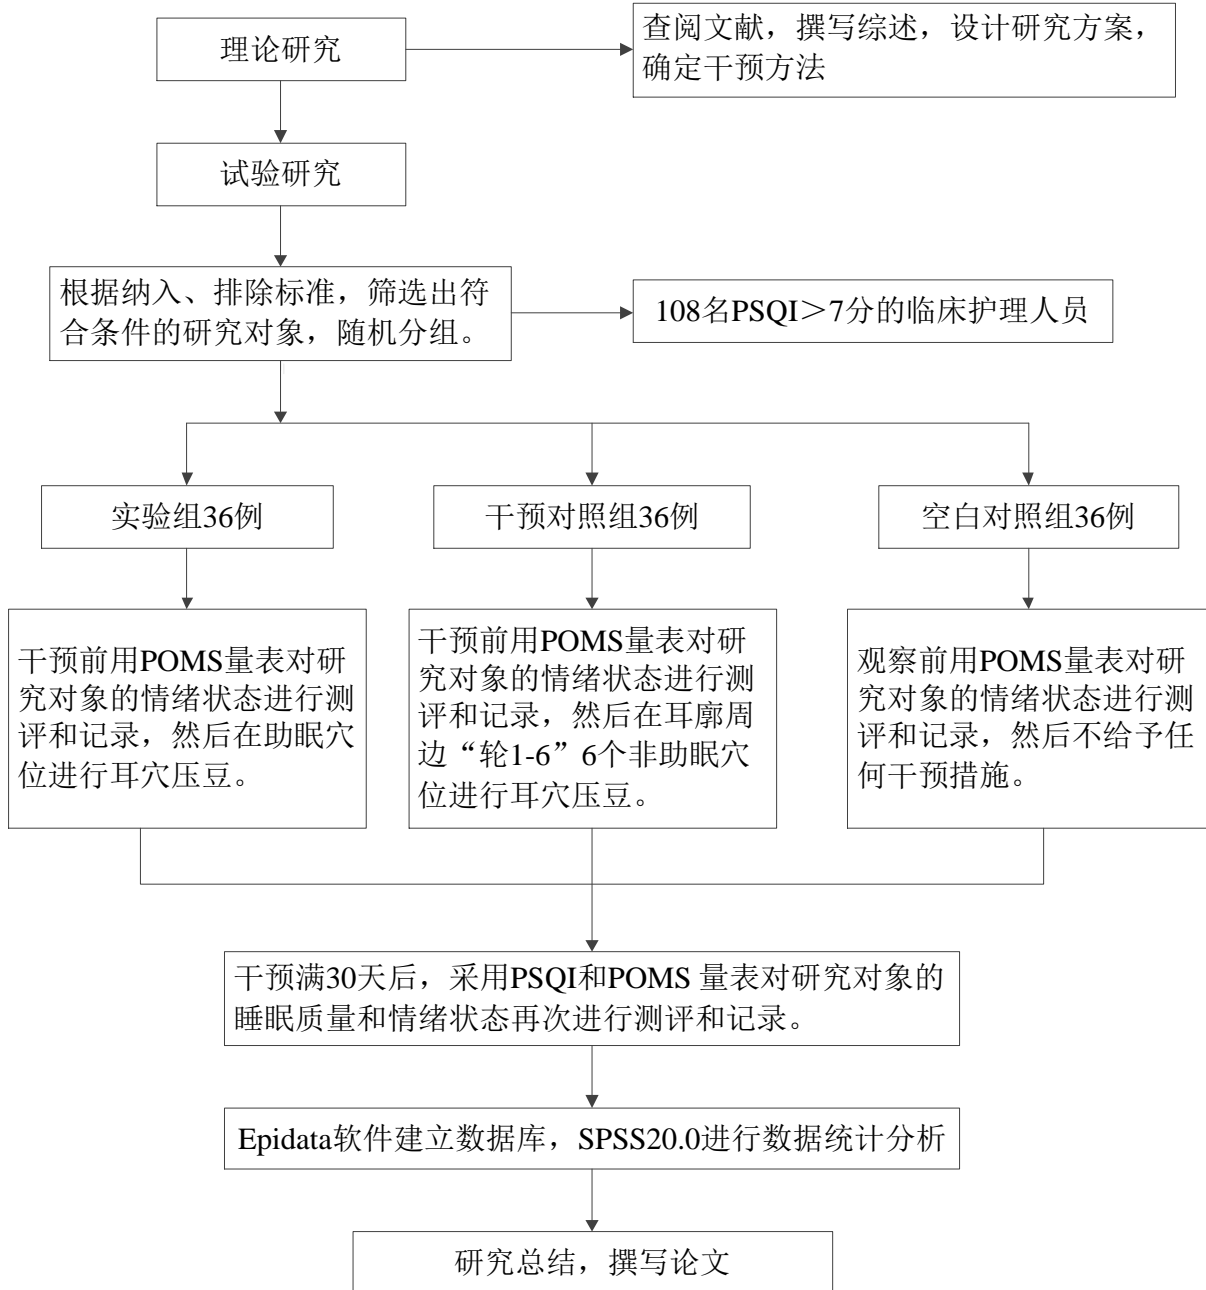 理论研究
查阅文献，撰写综述，设计研究方案，
确定干预方法
试验研究
根据纳入、排除标准，筛选出符
合条件的研究对象，随机分组。
108名PSQI＞7分的临床护理人员
实验组36例
干预对照组36例
空白对照组36例
干预前用POMS量表对研
究对象的情绪状态进行测
评和记录，然后在助眠穴
位进行耳穴压豆。
干预前用POMS量表对研
究对象的情绪状态进行测
评和记录，然后在耳廓周
边“轮1-6”6个非助眠穴
位进行耳穴压豆。
观察前用POMS量表对研
究对象的情绪状态进行测
评和记录，然后不给予任
何干预措施。
干预满30天后，采用PSQI和POMS 量表对研究对象的
睡眠质量和情绪状态再次进行测评和记录。
Epidata软件建立数据库，SPSS20.0进行数据统计分析
研究总结，撰写论文